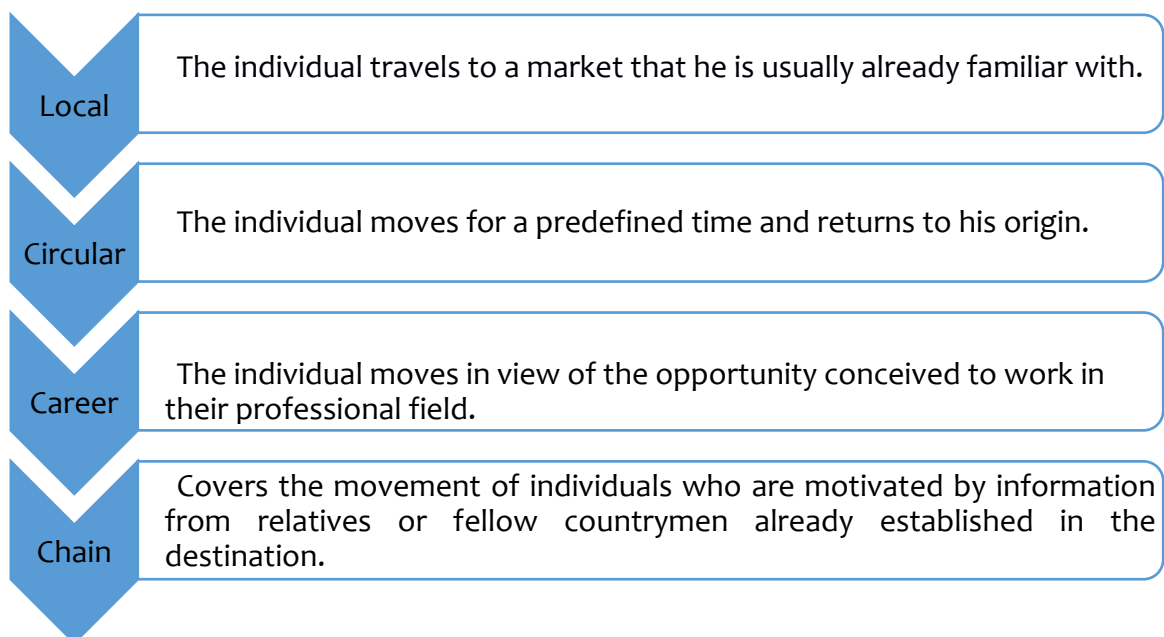 Local
The individual travels to a market that he is usually already familiar with.
Circular
The individual moves for a predefined time and returns to his origin.
Career
The individual moves in view of the opportunity conceived to work in
their professional field.
Chain
Covers the movement of individuals who are motivated by information
from relatives or fellow countrymen already established in the
destination.